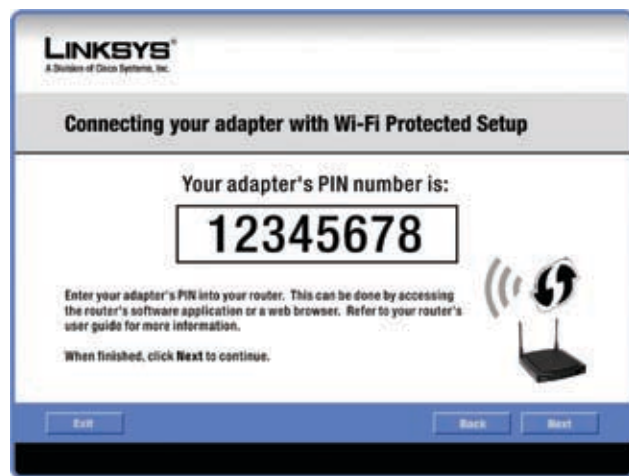 LINKSYS®
A Division of Cisco Systems, Inc.
Connecting your adapter with Wi-Fi Protected Setup
Your adapter's PIN number is:
12345678
Enter your adapter's PIN into your router. This can be done by accessing
the router's software application or a web browser. Refer to your router's
user guide for more information.
When finished, click Next to continue.
Exit
Back
Next